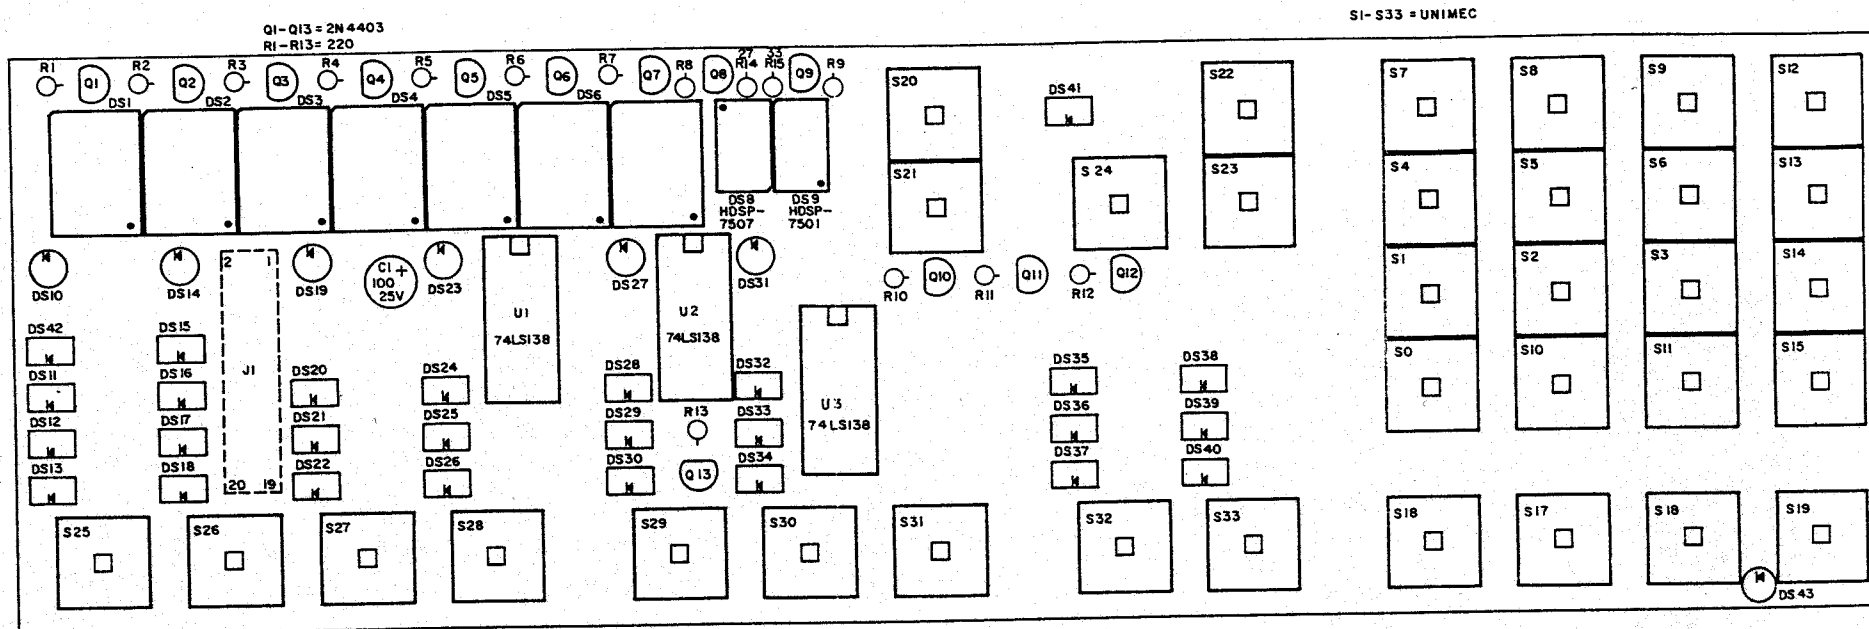 Q1-Q13 = 2N4403
R1-R13 = 220
S1-S33 = UNIMEC
R1 Q1 R2 Q2 R3 Q3 R4 Q4 R5 Q5 R6 Q6 R7 Q7 R8 Q8 27 R14 33 R15 Q9 R9
DS1 DS2 DS3 DS4 DS5 DS6
DS8 HDSP-7507
DS9 HDSP-7501
S20 DS41 S22 S7 S8 S9 S12
S21 S24 S23 S4 S5 S6 S13
DS10 DS14 2 1 DS19 C1 + 100 25V DS23 DS27 DS31
R10 Q10 R11 Q11 R12 Q12 S1 S2 S3 S14
U1 74LS138
U2 74LS138
U3 74LS138
DS42 DS15 J1
DS11 DS16 DS20 DS24 DS28 DS32 DS35 DS38 S0 S10 S11 S15
DS12 DS17 DS21 DS25 DS29 R13 DS33 DS36 DS39
DS13 DS18 20 19 DS22 DS26 DS30 Q13 DS34 DS37 DS40
S25 S26 S27 S28 S29 S30 S31 S32 S33 S18 S17 S18 S19
DS43